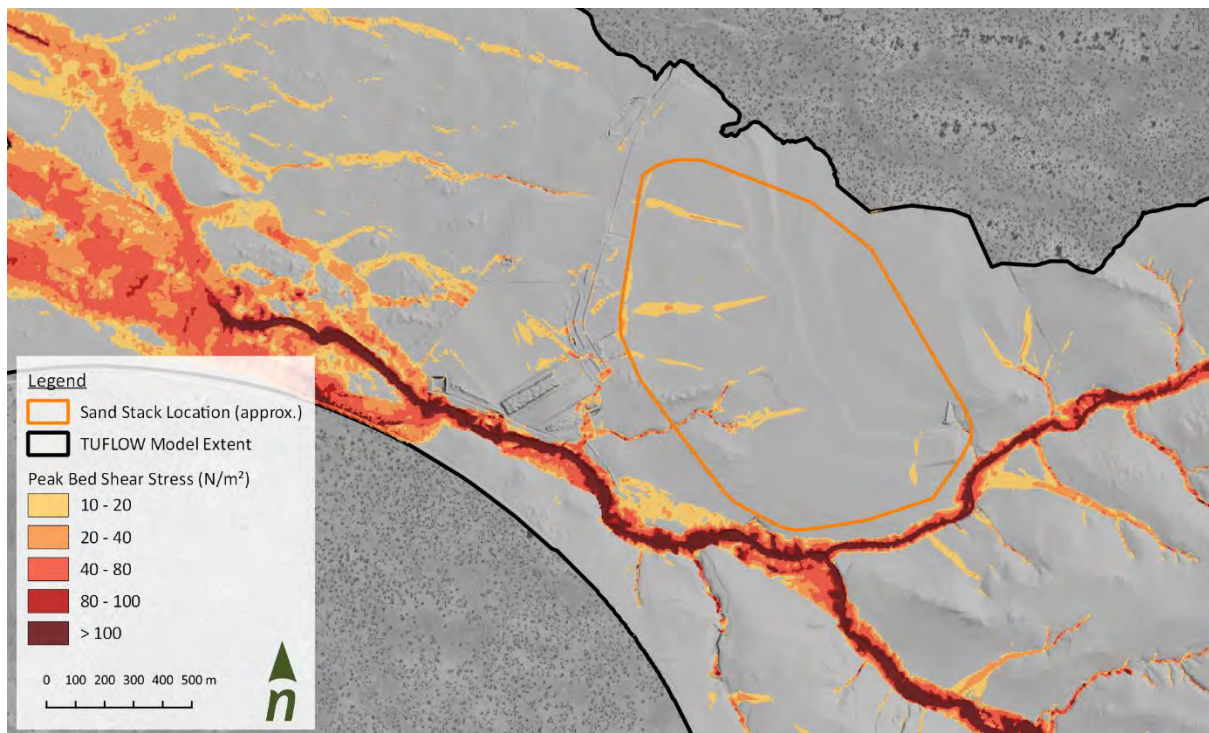 Legend
Sand Stack Location (approx.)
TUFLOW Model Extent
Peak Bed Shear Stress (N/m²)
10 - 20
20 - 40
40 - 80
80 - 100
> 100
0 100 200 300 400 500 m
n